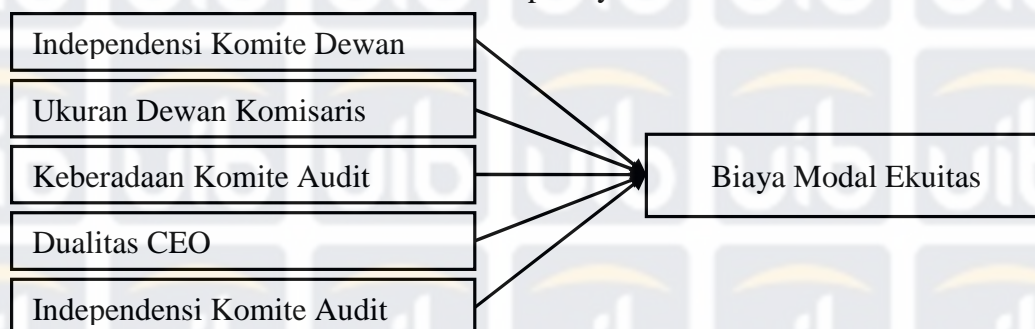 Independensi Komite Dewan
Ukuran Dewan Komisaris
Keberadaan Komite Audit
Biaya Modal Ekuitas
Dualitas CEO
Independensi Komite Audit